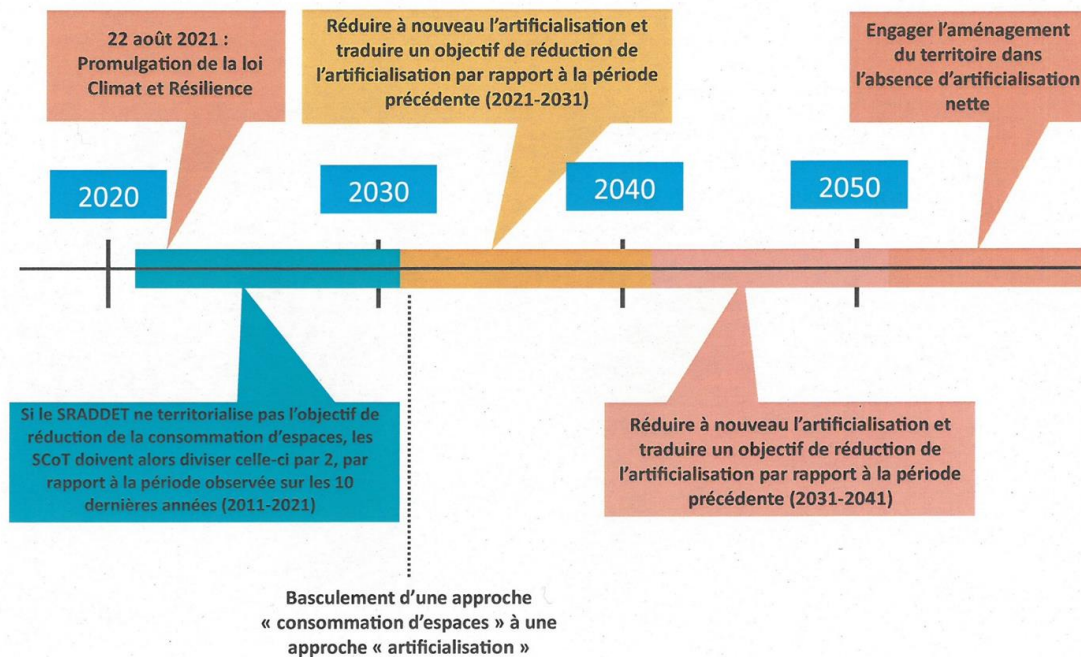 22 août 2021 :
Promulgation de la loi
Climat et Résilience
Réduire à nouveau l’artificialisation et
traduire un objectif de réduction de
l’artificialisation par rapport à la période
précédente (2021-2031)
Engager l’aménagement
du territoire dans
l’absence d’artificialisation
nette
2020
2030
2040
2050
Si le SRADDET ne territorialise pas l’objectif de
réduction de la consommation d’espaces, les
SCoT doivent alors diviser celle-ci par 2, par
rapport à la période observée sur les 10
dernières années (2011-2021)
Réduire à nouveau l’artificialisation et
traduire un objectif de réduction de
l’artificialisation par rapport à la période
précédente (2031-2041)
Basculement d’une approche
« consommation d’espaces » à une
approche « artificialisation »